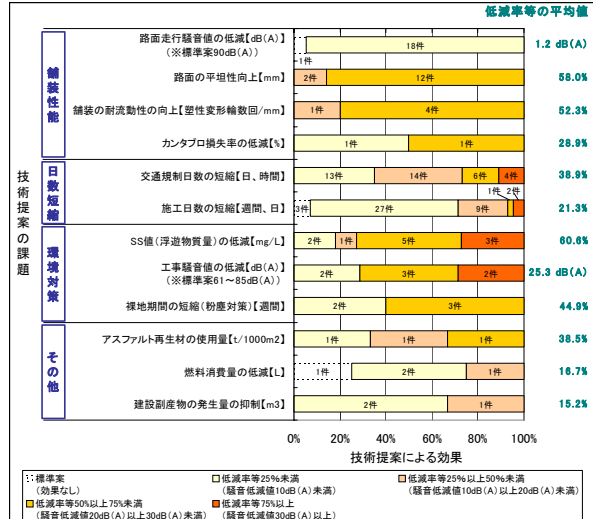 低減率等の平均値
技術提案の課題
舗装性能
路面走行騒音値の低減【dB(A)】
(※標準案90dB(A))
1件
18件
1.2 dB(A)
路面の平坦性向上【mm】
2件
12件
58.0%
舗装の耐流動性の向上【塑性変形輪数回/mm】
1件
4件
52.3%
カンタブロ損失率の低減【%】
1件
1件
28.9%
日数短縮
交通規制日数の短縮【日、時間】
13件
14件
6件
4件
38.9%
施工日数の短縮【週間、日】
3件
27件
9件
1件
2件
21.3%
環境対策
SS値(浮遊物質量)の低減【mg/L】
2件
1件
5件
3件
60.6%
工事騒音値の低減【dB(A)】
(※標準案61~85dB(A))
2件
3件
2件
25.3 dB(A)
裸地期間の短縮(粉塵対策)【週間】
2件
3件
44.9%
その他
アスファルト再生材の使用量【t/1000m2】
1件
1件
1件
38.5%
燃料消費量の低減【L】
1件
2件
1件
16.7%
建設副産物の発生量の抑制【m3】
2件
1件
15.2%
0%
20%
40%
60%
80%
100%
技術提案による効果
標準案
(効果なし)
低減率等25%未満
(騒音低減値10dB(A)未満)
低減率等25%以上50%未満
(騒音低減値10dB(A)以上20dB(A)未満)
低減率等50%以上75%未満
(騒音低減値20dB(A)以上30dB(A)未満)
低減率等75%以上
(騒音低減値30dB(A)以上)